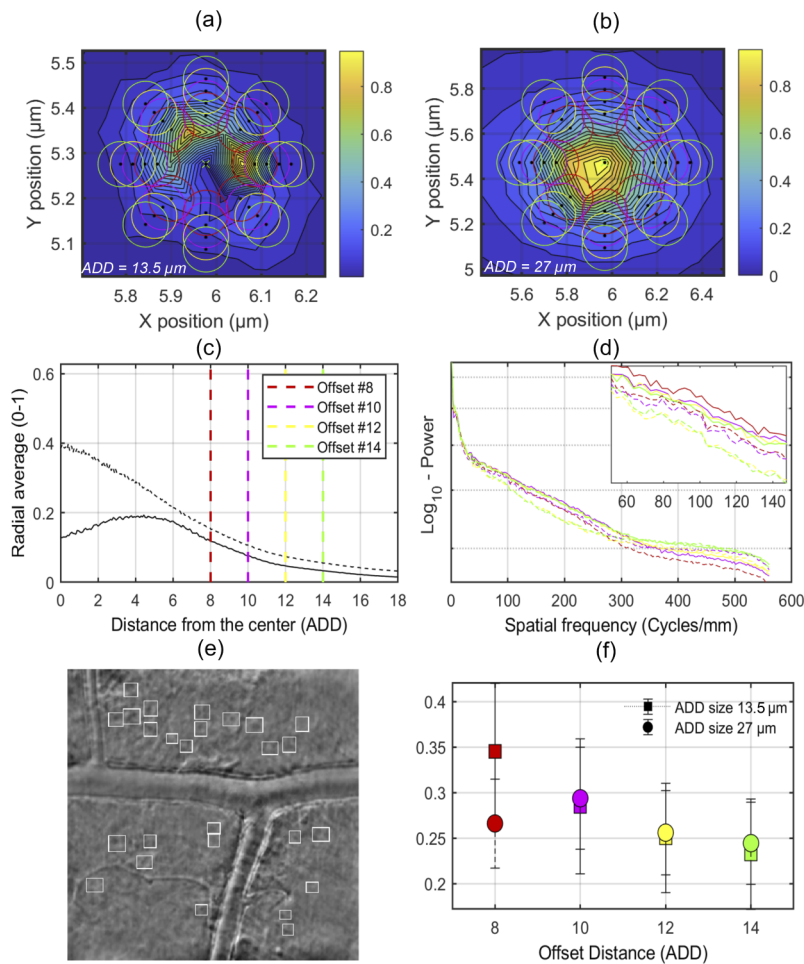 (a)
(b)
5.5
5.4
5.3
5.2
5.1
Y position (µm)
ADD = 13.5 µm
5.8
5.9
6
6.1
6.2
X position (µm)
0.8
0.6
0.4
0.2
5.8
5.6
5.4
5.2
5
Y position (µm)
ADD = 27 µm
5.6
5.8
6
6.2
6.4
X position (µm)
0.8
0.6
0.4
0.2
0
(c)
(d)
0.6
0.4
0.2
0
Radial average (0-1)
Offset #8
Offset #10
Offset #12
Offset #14
0 2 4 6 8 10 12 14 16 18
Distance from the center (ADD)
Log10 - Power
60 80 100 120 140
0 100 200 300 400 500 600
Spatial frequency (Cycles/mm)
(e)
(f)
0.4
0.35
0.3
0.25
0.2
ADD size 13.5 µm
ADD size 27 µm
8 10 12 14
Offset Distance (ADD)